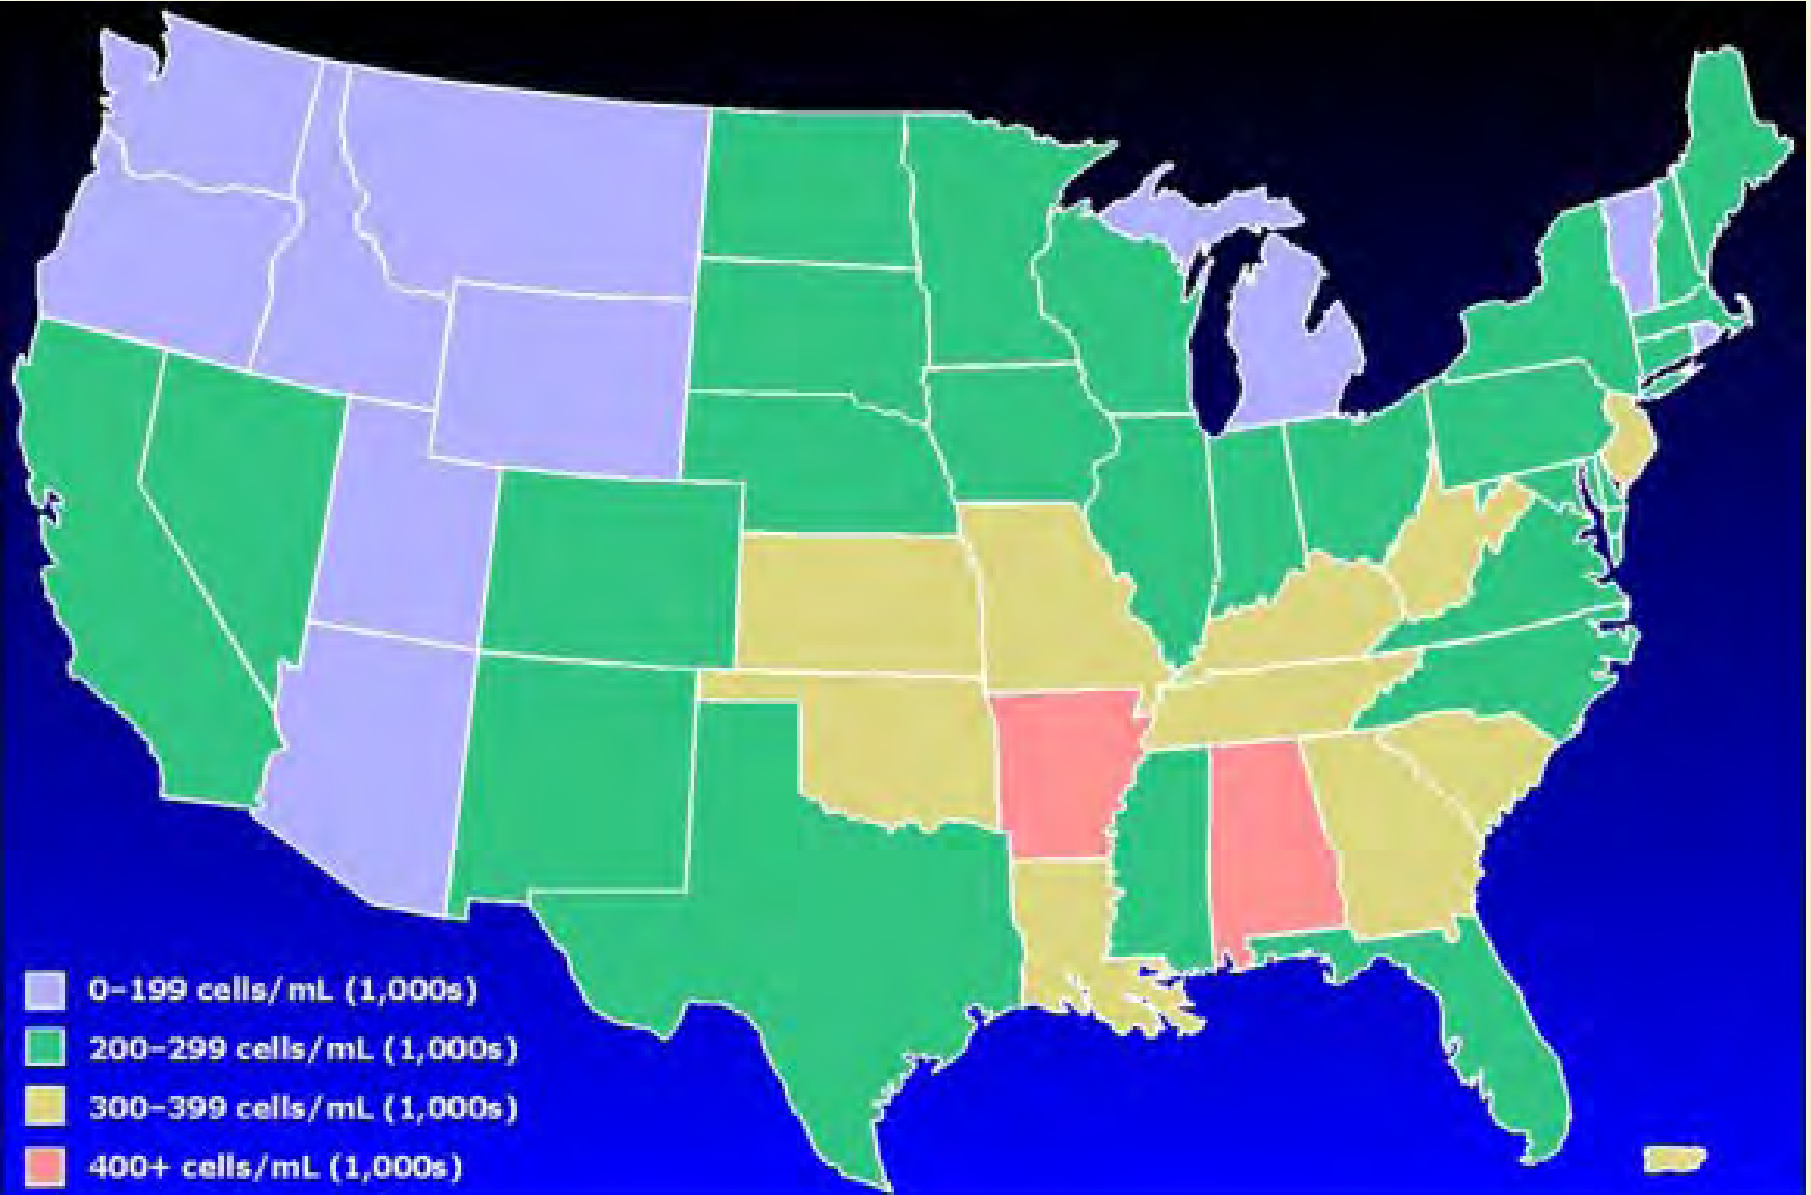 0–199 cells/mL (1,000s)
200–299 cells/mL (1,000s)
300–399 cells/mL (1,000s)
400+ cells/mL (1,000s)